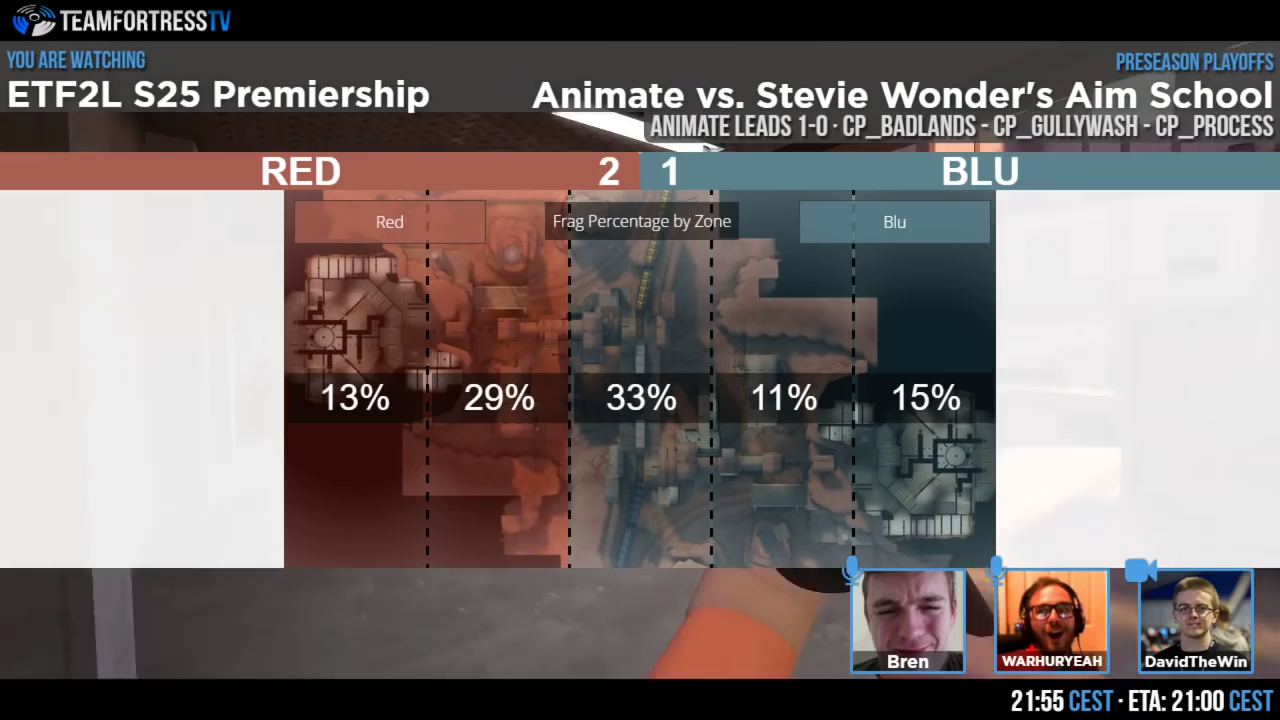 TEAMFORTRESSTV
YOU ARE WATCHING
PRESEASON PLAYOFFS
ETF2L S25 Premiership
Animate vs. Stevie Wonder's Aim School
ANIMATE LEADS 1-0 · CP_BADLANDS - CP_GULLYWASH - CP_PROCESS
RED 2 1 BLU
Red Frag Percentage by Zone Blu
13% 29% 33% 11% 15%
Bren WARHURYEAH DavidTheWin
21:55 CEST · ETA: 21:00 CEST